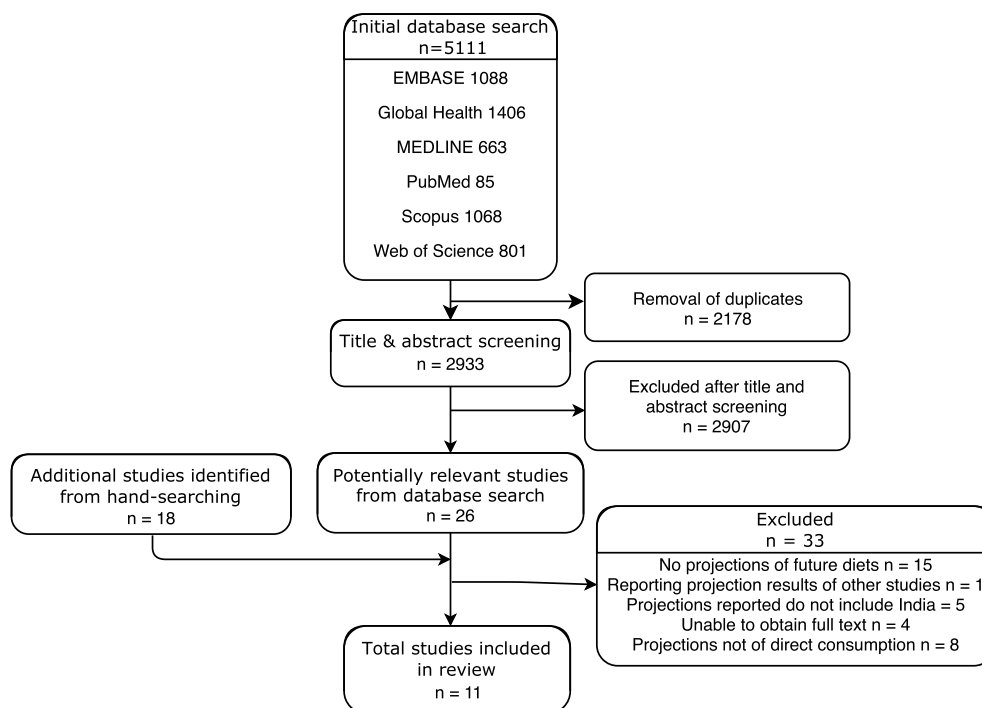 Initial database search
n=5111
EMBASE 1088
Global Health 1406
MEDLINE 663
PubMed 85
Scopus 1068
Web of Science 801
Removal of duplicates
n = 2178
Title & abstract screening
n = 2933
Excluded after title and
abstract screening
n = 2907
Additional studies identified
from hand-searching
n = 18
Potentially relevant studies
from database search
n = 26
Excluded
n = 33
No projections of future diets n = 15
Reporting projection results of other studies n = 1
Projections reported do not include India = 5
Unable to obtain full text n = 4
Projections not of direct consumption n = 8
Total studies included
in review
n = 11